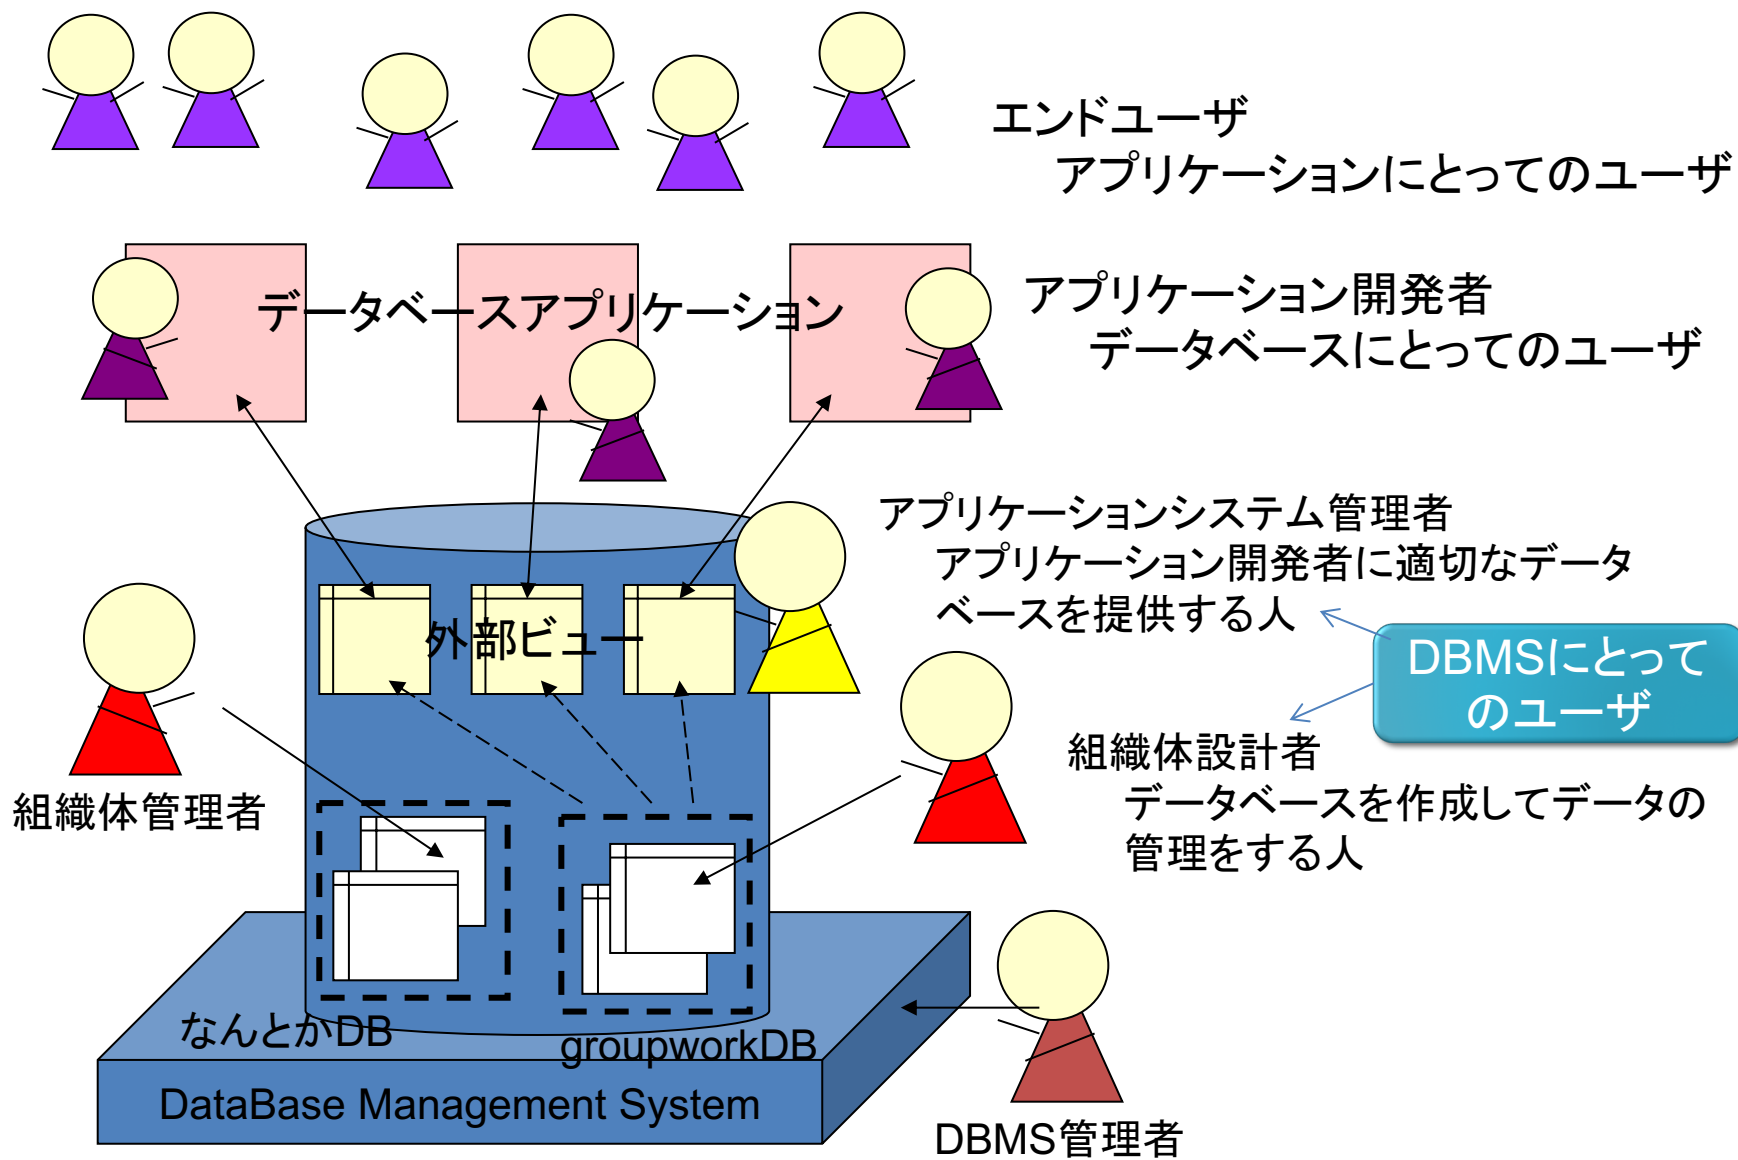 エンドユーザ
アプリケーションにとってのユーザ
データベースアプリケーション
アプリケーション開発者
データベースにとってのユーザ
アプリケーションシステム管理者
アプリケーション開発者に適切なデータ
ベースを提供する人
外部ビュー
DBMSにとって
のユーザ
組織体設計者
データベースを作成してデータの
管理をする人
組織体管理者
なんとかDB
groupworkDB
DataBase Management System
DBMS管理者